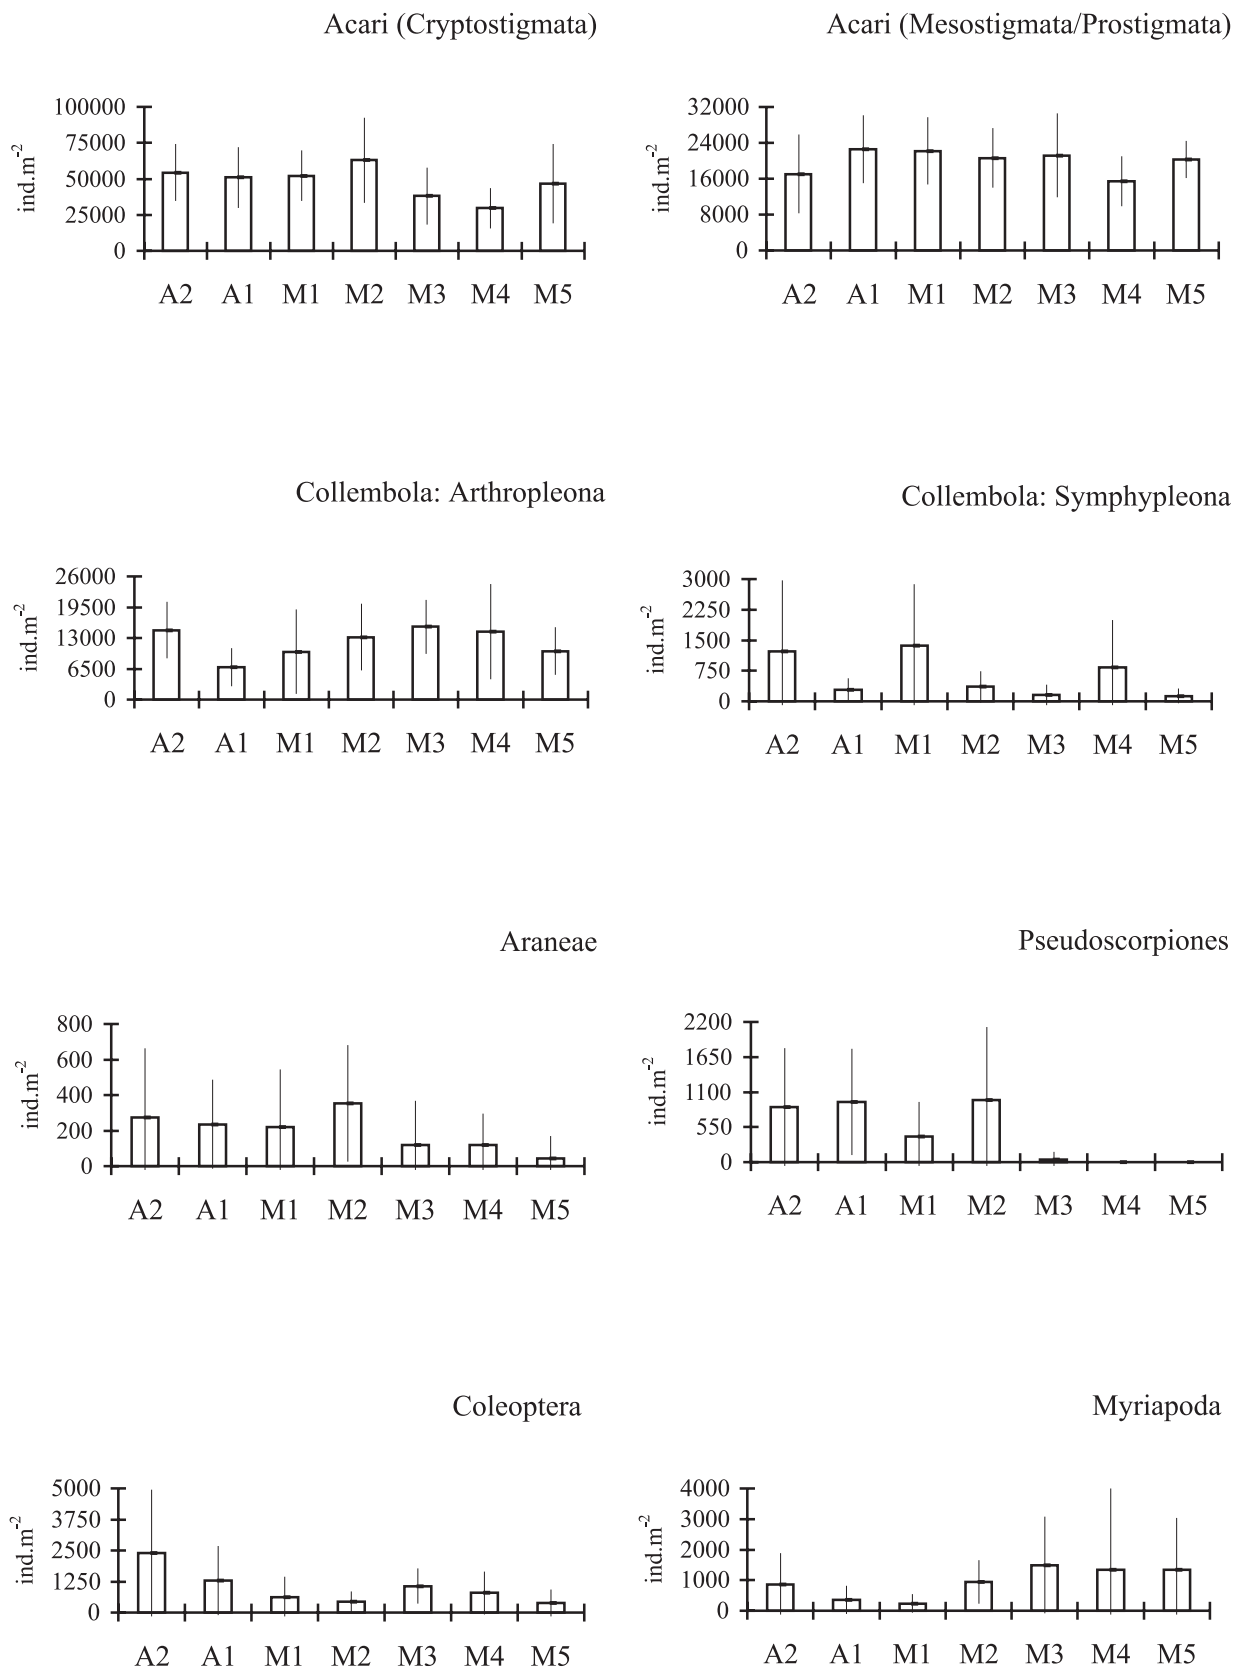 Acari (Cryptostigmata)
100000
75000
50000
25000
0
ind.m-2
A2 A1 M1 M2 M3 M4 M5
Acari (Mesostigmata/Prostigmata)
32000
24000
16000
8000
0
ind.m-2
A2 A1 M1 M2 M3 M4 M5
Collembola: Arthropleona
26000
19500
13000
6500
0
ind.m-2
A2 A1 M1 M2 M3 M4 M5
Collembola: Symphypleona
3000
2250
1500
750
0
ind.m-2
A2 A1 M1 M2 M3 M4 M5
Araneae
800
600
400
200
0
ind.m-2
A2 A1 M1 M2 M3 M4 M5
Pseudoscorpiones
2200
1650
1100
550
0
ind.m-2
A2 A1 M1 M2 M3 M4 M5
Coleoptera
5000
3750
2500
1250
0
ind.m-2
A2 A1 M1 M2 M3 M4 M5
Myriapoda
4000
3000
2000
1000
0
ind.m-2
A2 A1 M1 M2 M3 M4 M5